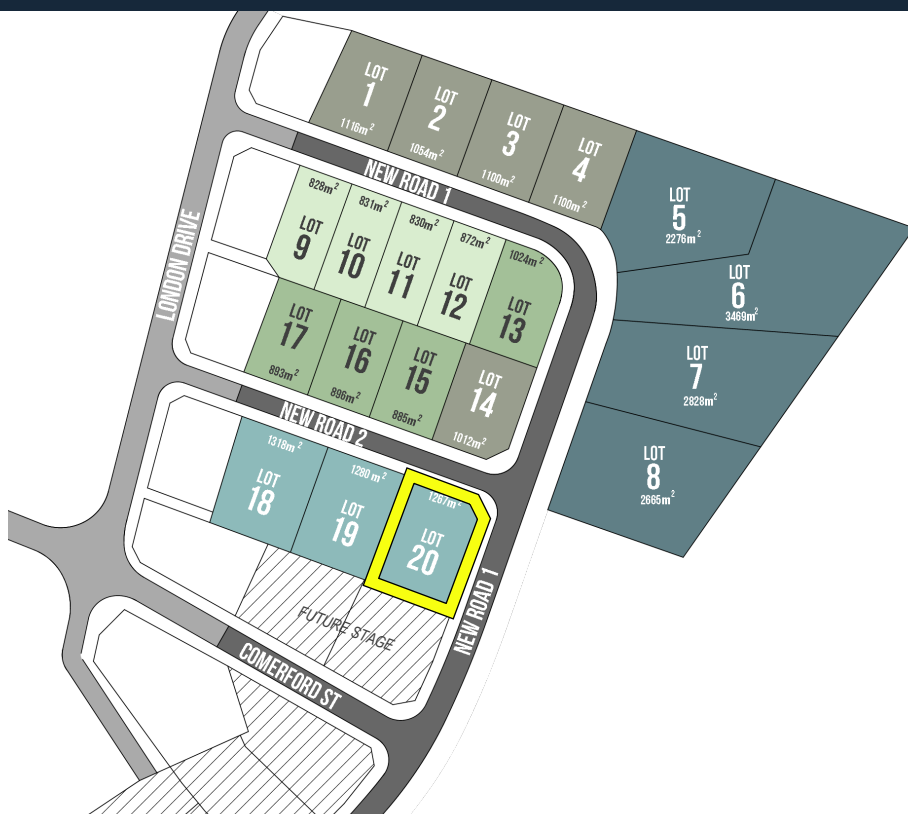 LOT
1
1116m²
LOT
2
1054m²
LOT
3
1100m²
LOT
4
1100m²
LOT
5
2276m²
LOT
6
3469m²
LOT
7
2828m²
LOT
8
2665m²
NEW ROAD 1
LONDON DRIVE
828m²
LOT
9
831m²
LOT
10
830m²
LOT
11
872m²
LOT
12
1024m²
LOT
13
LOT
17
893m²
LOT
16
896m²
LOT
15
885m²
LOT
14
1012m²
NEW ROAD 2
1318m²
LOT
18
1280 m²
LOT
19
1267m²
LOT
20
NEW ROAD 1
FUTURE STAGE
COMERFORD ST